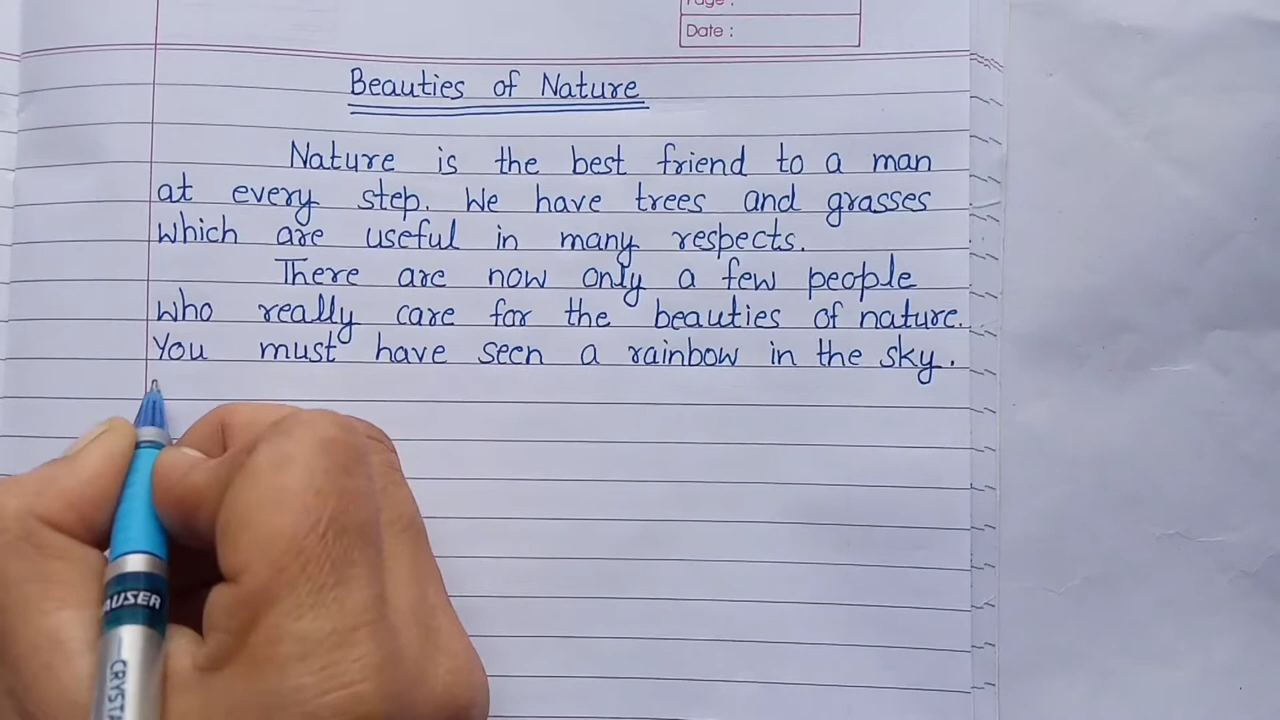 Date :
Beauties of Nature
Nature is the best friend to a man
at every step. We have trees and grasses
which are useful in many respects.
There are now only a few people
who really care for the beauties of nature.
You must have seen a rainbow in the sky.
AUSER
CRYSTA